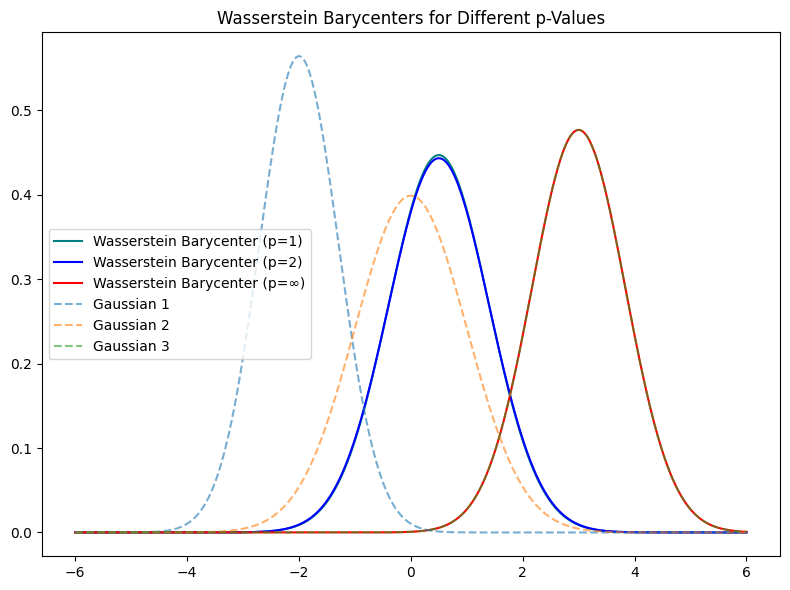 Wasserstein Barycenters for Different p-Values
0.5
0.4
0.3
0.2
0.1
0.0
Wasserstein Barycenter (p=1)
Wasserstein Barycenter (p=2)
Wasserstein Barycenter (p=∞)
Gaussian 1
Gaussian 2
Gaussian 3
−6 −4 −2 0 2 4 6